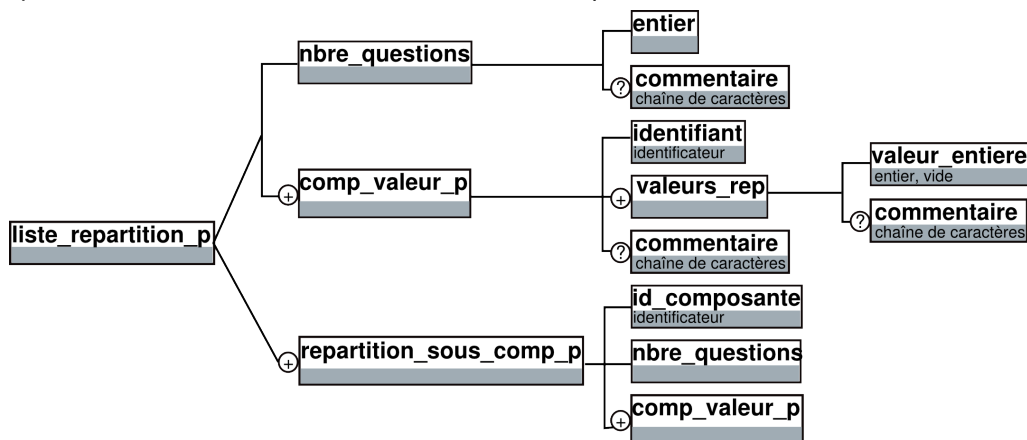 entier
nbre_questions
commentaire
chaîne de caractères
?
identifiant
identificateur
valeur_entiere
entier, vide
comp_valeur_p
+
valeurs_rep
+
commentaire
chaîne de caractères
?
liste_repartition_p
commentaire
chaîne de caractères
?
id_composante
identificateur
repartition_sous_comp_p
+
nbre_questions
comp_valeur_p
+